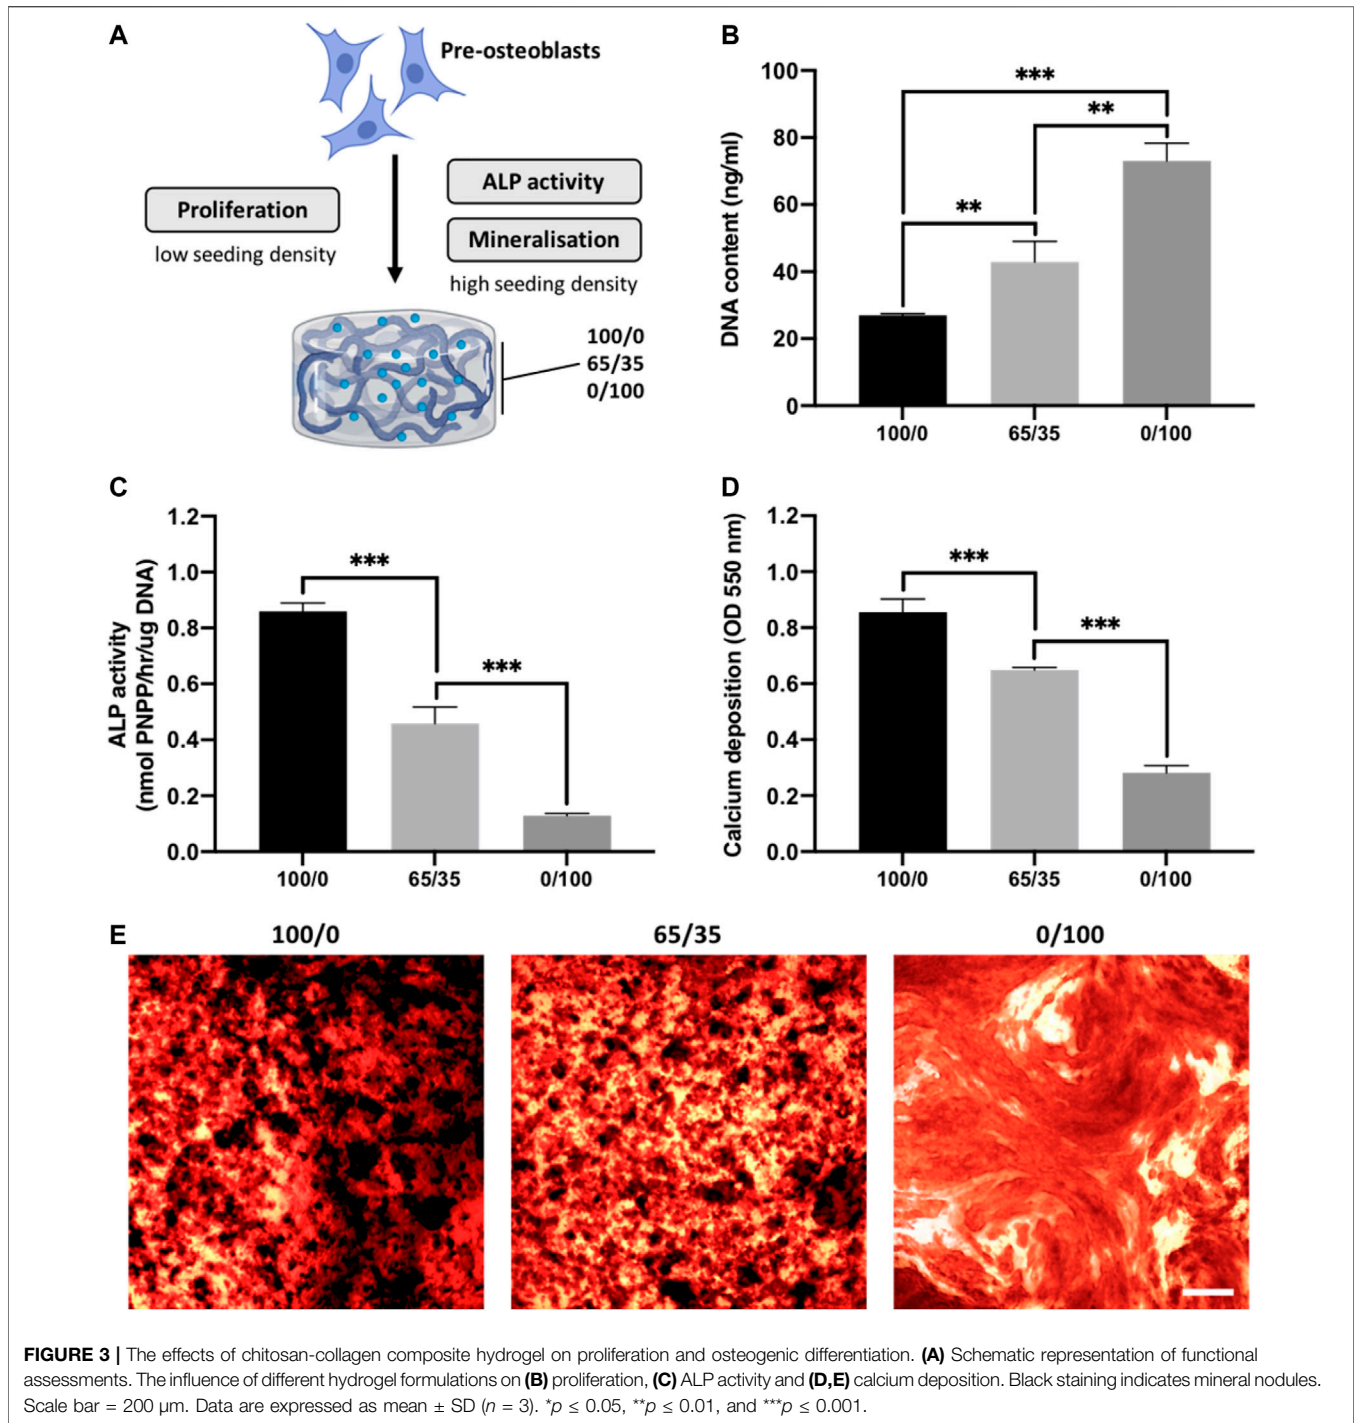 A
Pre-osteoblasts
ALP activity
Proliferation
Mineralisation
low seeding density
high seeding density
100/0
65/35
0/100
B
DNA content (ng/ml)
100
80
60
40
20
0
***
**
**
100/0 65/35 0/100
C
ALP activity
(nmol PNPP/hr/ug DNA)
1.2
1.0
0.8
0.6
0.4
0.2
0.0
***
***
100/0 65/35 0/100
D
Calcium deposition (OD 550 nm)
1.2
1.0
0.8
0.6
0.4
0.2
0.0
***
***
100/0 65/35 0/100
E
100/0 65/35 0/100
FIGURE 3 | The effects of chitosan-collagen composite hydrogel on proliferation and osteogenic differentiation. (A) Schematic representation of functional
assessments. The influence of different hydrogel formulations on (B) proliferation, (C) ALP activity and (D,E) calcium deposition. Black staining indicates mineral nodules.
Scale bar = 200 μm. Data are expressed as mean ± SD (n = 3). *p ≤ 0.05, **p ≤ 0.01, and ***p ≤ 0.001.